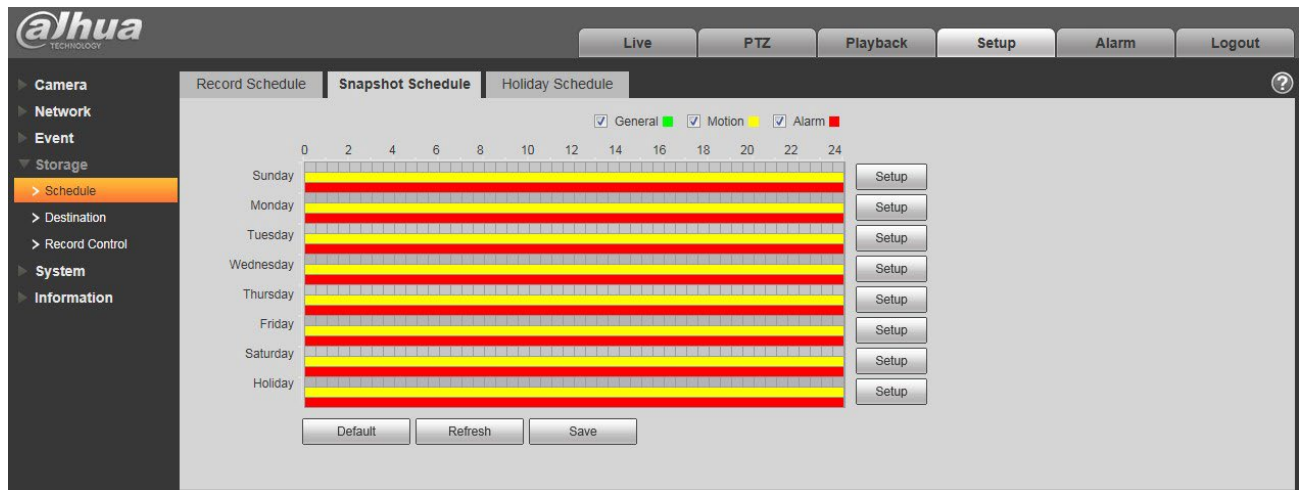 alhua
TECHNOLOGY
Live PTZ Playback Setup Alarm Logout
Camera
Network
Event
Storage
> Schedule
> Destination
> Record Control
System
Information
Record Schedule Snapshot Schedule Holiday Schedule ?
General Motion Alarm
0 2 4 6 8 10 12 14 16 18 20 22 24
Sunday Setup
Monday Setup
Tuesday Setup
Wednesday Setup
Thursday Setup
Friday Setup
Saturday Setup
Holiday Setup
Default Refresh Save